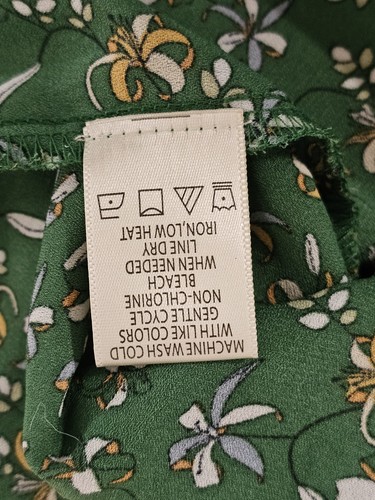 MACHINE WASH COLD
WITH LIKE COLORS
GENTLE CYCLE
NON-CHLORINE
BLEACH
WHEN NEEDED
LINE DRY
IRON,LOW HEAT